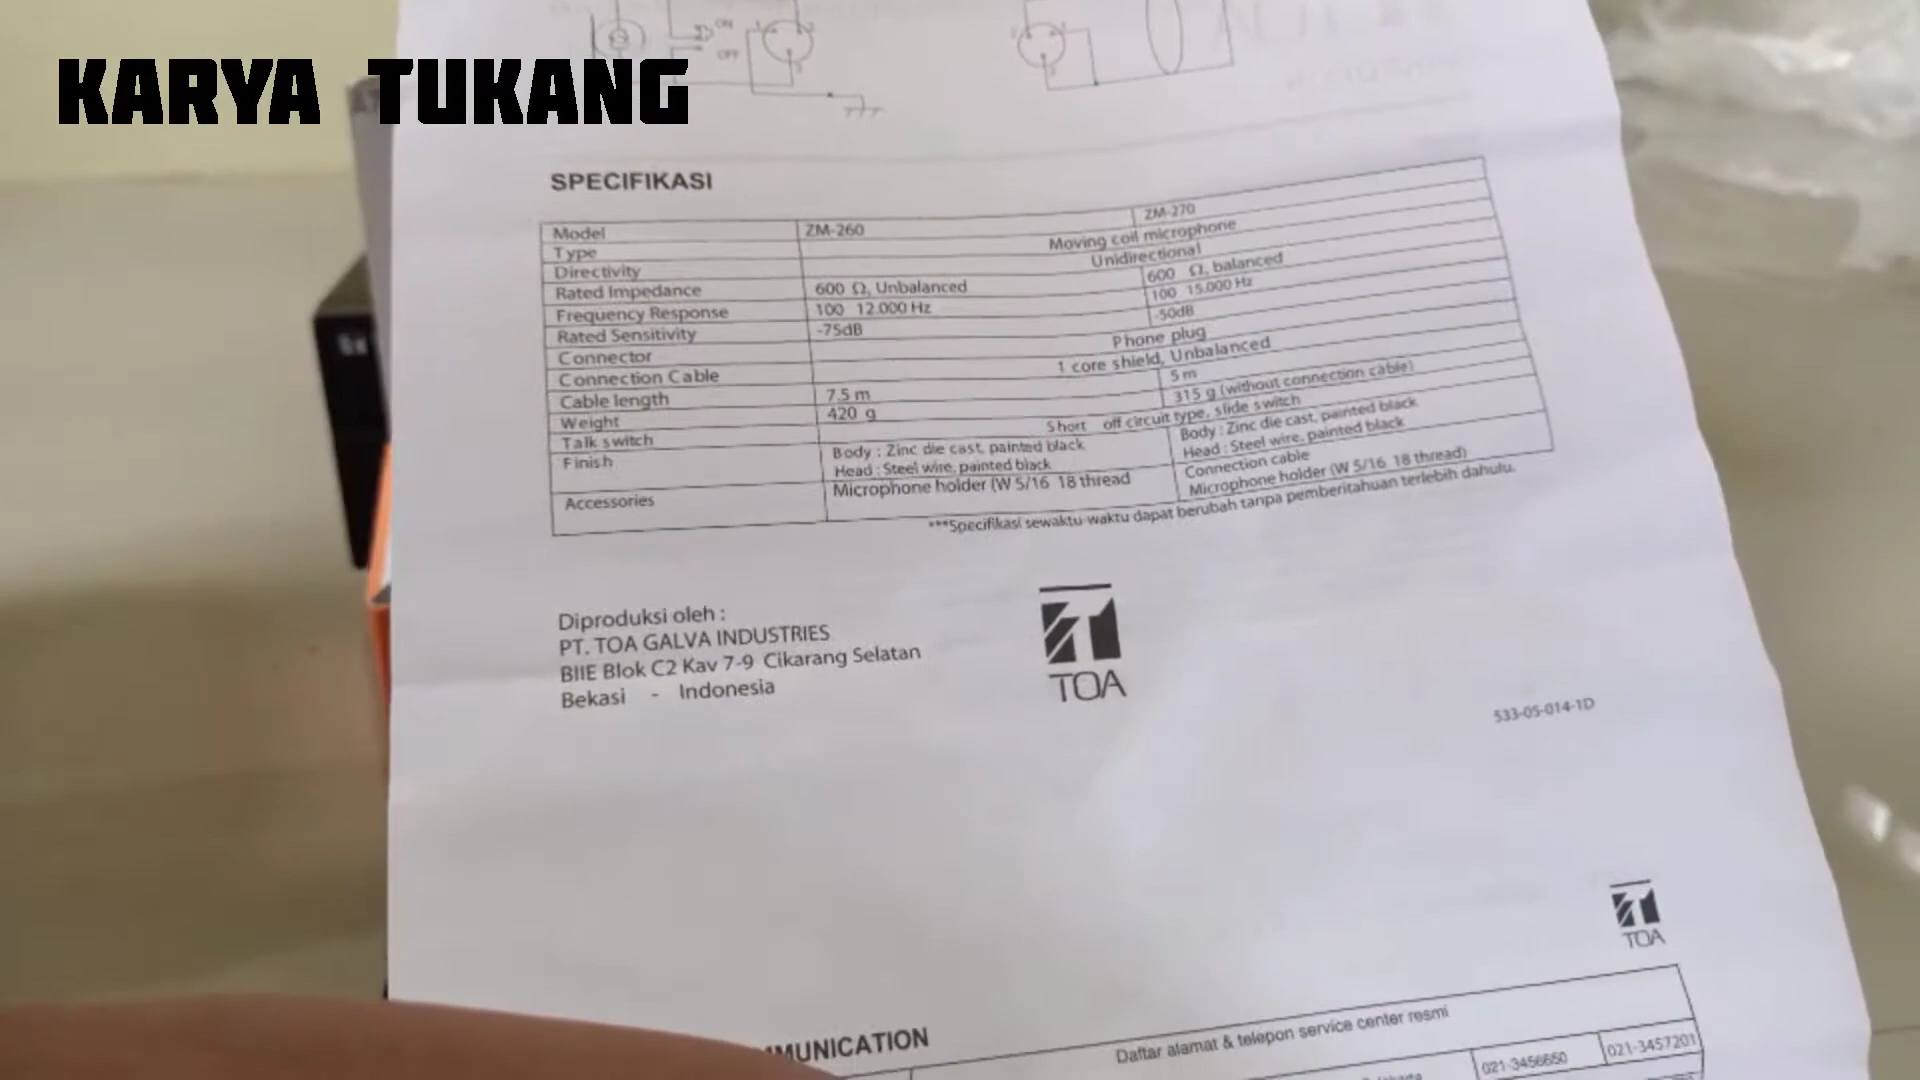 KARYA TUKANG
ON
OFF
SPECIFIKASI
Model ZM-260 ZM-270
Type Moving coil microphone
Directivity Unidirectional
Rated Impedance 600 Ω, Unbalanced 600 Ω, balanced
Frequency Response 100 12.000 Hz 100 15.000 Hz
Rated Sensitivity -75dB -50dB
Connector Phone plug
Connection Cable 1 core shield, Unbalanced
Cable length 7.5 m 5 m
Weight 420 g 315 g (without connection cable)
Talk switch Short off circuit type, slide switch
Finish Body : Zinc die cast, painted black Body : Zinc die cast, painted black
Head : Steel wire, painted black Head : Steel wire, painted black
Accessories Microphone holder (W 5/16 18 thread Connection cable
Microphone holder (W 5/16 18 thread)
***Specifikasi sewaktu-waktu dapat berubah tanpa pemberitahuan terlebih dahulu.
Diproduksi oleh :
PT. TOA GALVA INDUSTRIES
BIIE Blok C2 Kav 7-9 Cikarang Selatan
Bekasi - Indonesia
TOA
533-05-014-1D
TOA
MUNICATION
Daftar alamat & telepon service center resmi
021-3456650 021-3457201